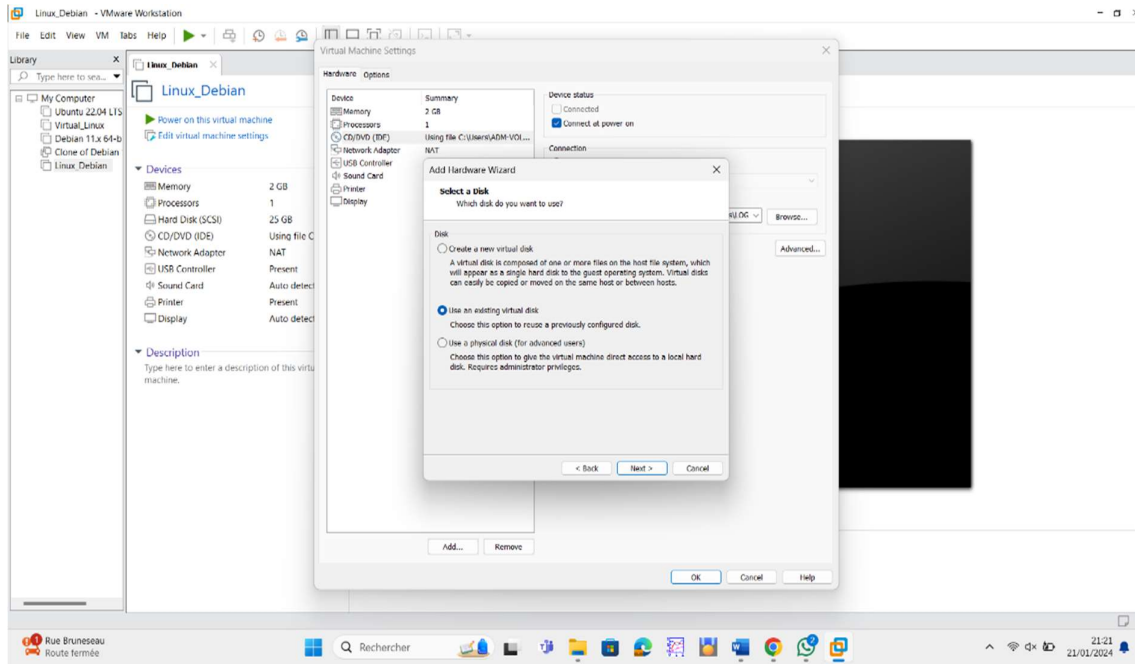 Linux_Debian - VMware Workstation
File Edit View VM Tabs Help
Library
Type here to sea...
My Computer
Ubuntu 22.04 LTS
Virtual_Linux
Debian 11.x 64-b
Clone of Debian
Linux_Debian
Linux_Debian
Linux_Debian
Power on this virtual machine
Edit virtual machine settings
Devices
Memory 2 GB
Processors 1
Hard Disk (SCSI) 25 GB
CD/DVD (IDE) Using file C
Network Adapter NAT
USB Controller Present
Sound Card Auto detect
Printer Present
Display Auto detect
Description
Type here to enter a description of this virtu
machine.
Virtual Machine Settings
Hardware Options
Device Summary
Memory 2 GB
Processors 1
CD/DVD (IDE) Using file C:\Users\ADM-VOL...
Network Adapter NAT
USB Controller
Sound Card
Printer
Display
Add... Remove
Device status
Connected
Connect at power on
Connection
Browse...
Advanced...
OK Cancel Help
Add Hardware Wizard
Select a Disk
Which disk do you want to use?
Disk
Create a new virtual disk
A virtual disk is composed of one or more files on the host file system, which
will appear as a single hard disk to the guest operating system. Virtual disks
can easily be copied or moved on the same host or between hosts.
Use an existing virtual disk
Choose this option to reuse a previously configured disk.
Use a physical disk (for advanced users)
Choose this option to give the virtual machine direct access to a local hard
disk. Requires administrator privileges.
< Back Next > Cancel
1 Rue Bruneseau
Route fermée
Rechercher
2
21:21
21/01/2024